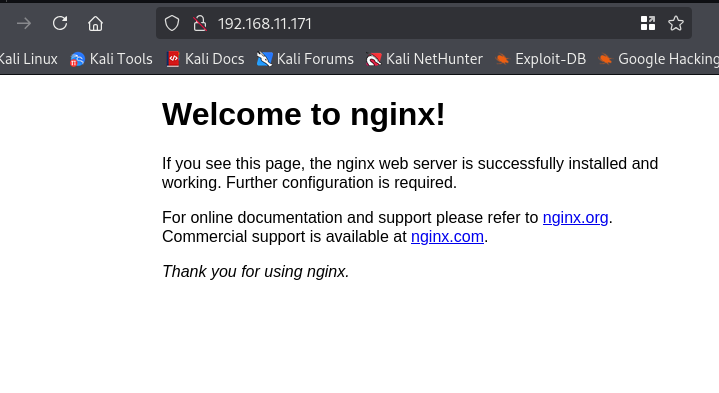 192.168.11.171
Kali Linux Kali Tools Kali Docs Kali Forums Kali NetHunter Exploit-DB Google Hacking
Welcome to nginx!
If you see this page, the nginx web server is successfully installed and
working. Further configuration is required.
For online documentation and support please refer to nginx.org.
Commercial support is available at nginx.com.
Thank you for using nginx.